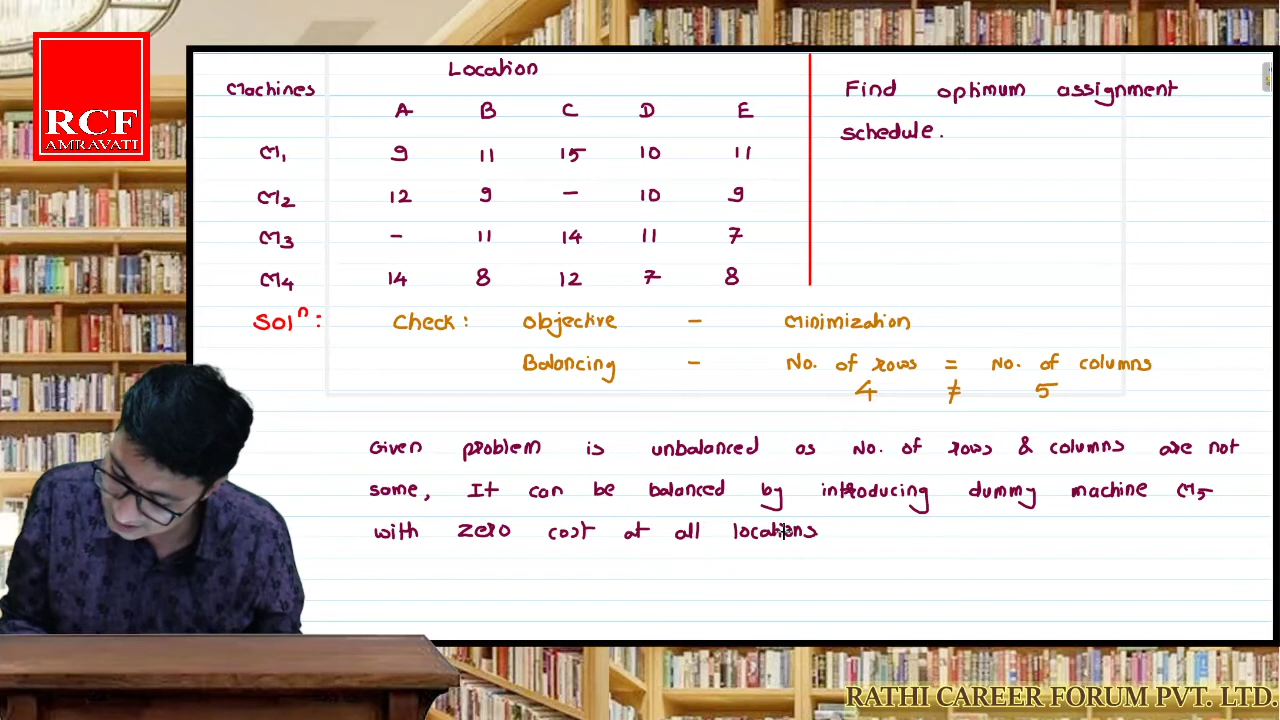 RCF
AMRAVATI
Location
Machines
A B C D E
M1 9 11 15 10 11
M2 12 9 – 10 9
M3 – 11 14 11 7
M4 14 8 12 7 8
Find optimum assignment
schedule.
Solⁿ: Check: Objective – Minimization
Balancing – No. of rows = No. of columns
4 ≠ 5
Given problem is unbalanced as No. of rows & columns are not
same, It can be balanced by introducing dummy machine M5
with zero cost at all locations
RATHI CAREER FORUM PVT. LTD.